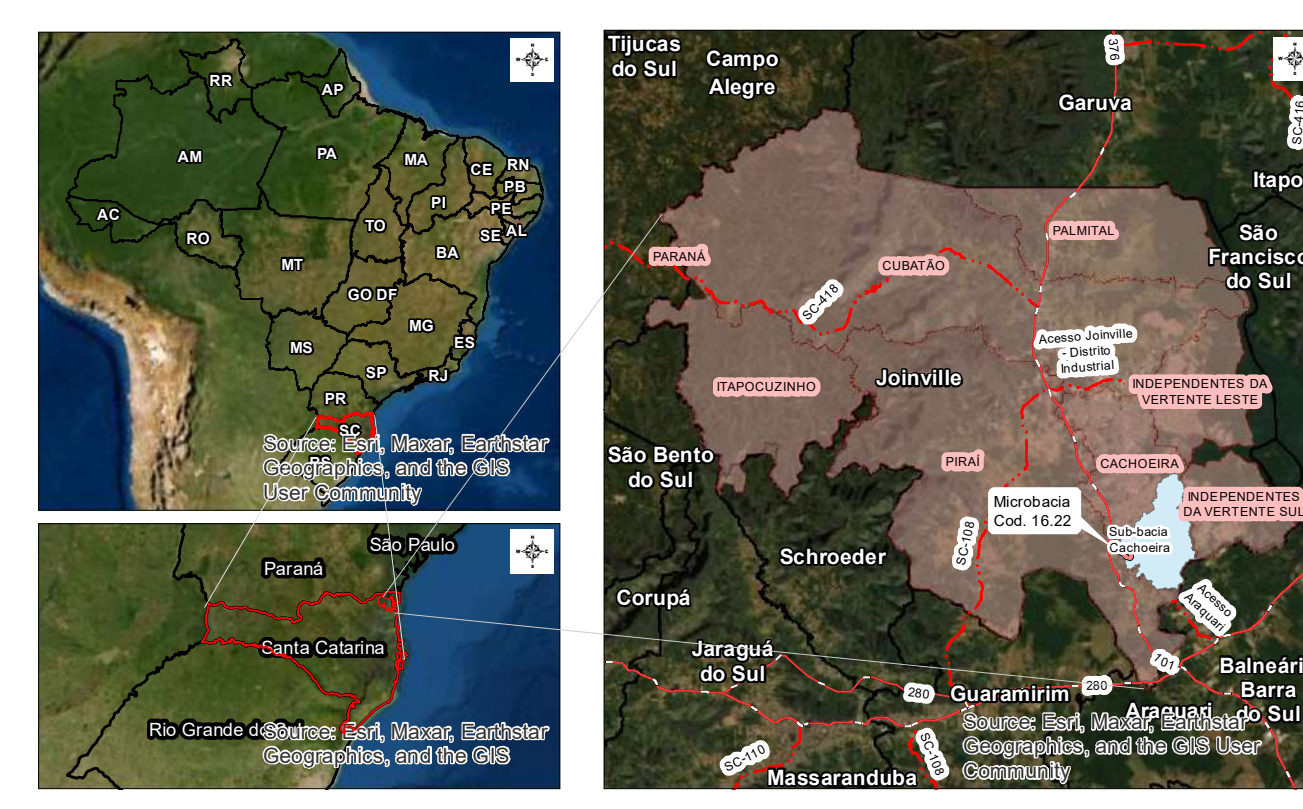 RR
AP
AM
PA
MA
CE
RN
PB
PI
PE
AL
SE
AC
TO
RO
BA
MT
GO DF
MG
ES
MS
SP
RJ
PR
SC
RS
Source: Esri, Maxar, Earthstar
Geographics, and the GIS
User Community
São Paulo
Paraná
Santa Catarina
Rio Grande do Sul
Source: Esri, Maxar, Earthstar
Geographics, and the GIS
Tijucas
do Sul
Campo
Alegre
376
Garuva
SC-416
Itapo
PALMITAL
São
Francisco
do Sul
PARANÁ
CUBATÃO
SC-418
Acesso Joinville
- Distrito
Industrial
ITAPOCUZINHO
Joinville
INDEPENDENTES DA
VERTENTE LESTE
São Bento
do Sul
PIRAÍ
CACHOEIRA
Microbacia
Cod. 16.22
INDEPENDENTES
DA VERTENTE SUL
SC-108
Sub-bacia
Cachoeira
Schroeder
Corupá
Acesso
Araquari
Jaraguá
do Sul
101
Balneári
Barra
do Sul
280
Guaramirim
280
Araquari
Source: Esri, Maxar, Earthstar
Geographics, and the GIS User
Community
SC-110
SC-108
Massaranduba